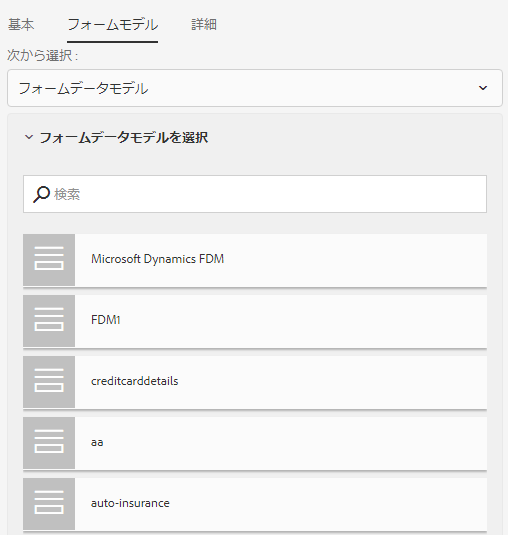 基本 フォームモデル 詳細
次から選択 :
フォームデータモデル
フォームデータモデルを選択
検索
Microsoft Dynamics FDM
FDM1
creditcarddetails
aa
auto-insurance